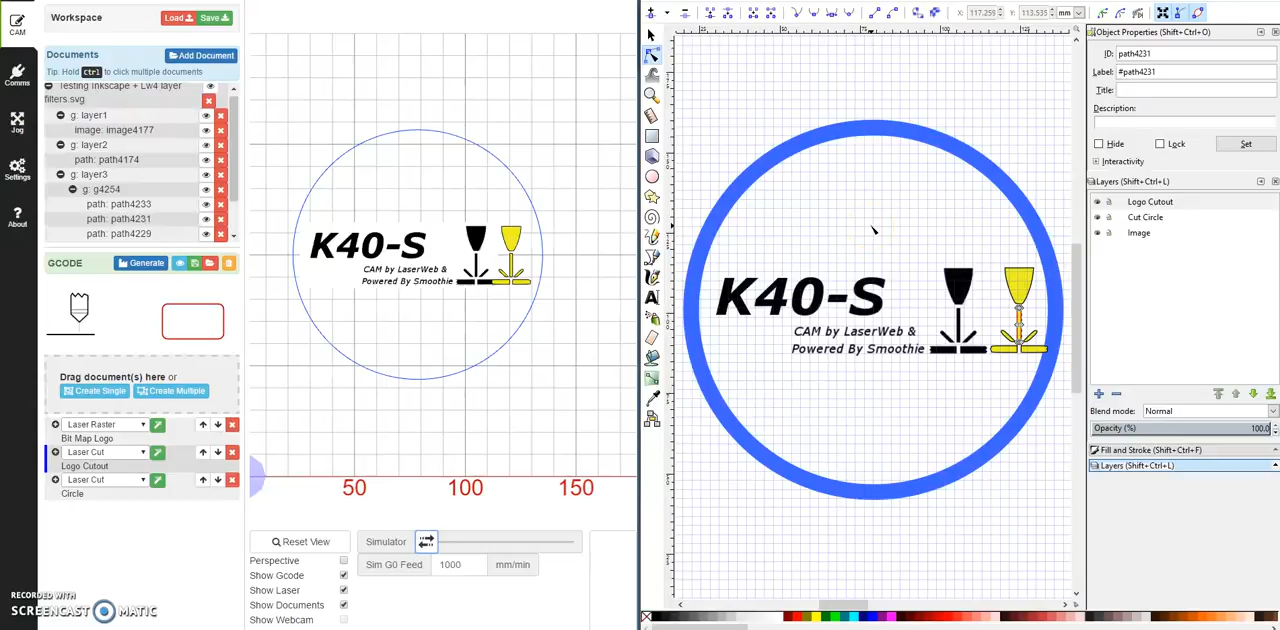 CAM
Comms
Jog
Settings
About
Workspace
Load
Save
Documents
Add Document
Tip: Hold ctrl to click multiple documents
Testing Inkscape + Lw4 layer
filters.svg
g: layer1
image: image4177
g: layer2
path: path4174
g: layer3
g: g4254
path: path4233
path: path4231
path: path4229
GCODE
Generate
Drag document(s) here or
Create Single
Create Multiple
Laser Raster
Bit Map Logo
Laser Cut
Logo Cutout
Laser Cut
Circle
RECORDED WITH
SCREENCAST MATIC
K40-S
CAM by LaserWeb &
Powered By Smoothie
50
100
150
Reset View
Perspective
Show Gcode
Show Laser
Show Documents
Show Webcam
Simulator
Sim G0 Feed
1000
mm/min
X: 117.259
Y: 113.535
mm
K40-S
CAM by LaserWeb &
Powered By Smoothie
Object Properties (Shift+Ctrl+O)
ID: path4231
Label: #path4231
Title:
Description:
Hide
Lock
Set
Interactivity
Layers (Shift+Ctrl+L)
Logo Cutout
Cut Circle
Image
Blend mode: Normal
Opacity (%)
100.0
Fill and Stroke (Shift+Ctrl+F)
Layers (Shift+Ctrl+L)